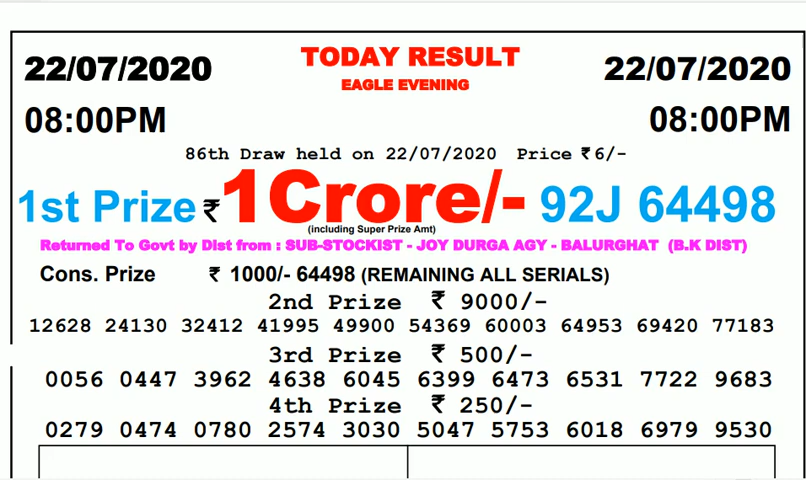 TODAY RESULT
22/07/2020 22/07/2020
EAGLE EVENING
08:00PM 08:00PM
86th Draw held on 22/07/2020 Price ₹6/-
1st Prize ₹ 1Crore/- 92J 64498
(including Super Prize Amt)
Returned To Govt by Dist from : SUB-STOCKIST - JOY DURGA AGY - BALURGHAT (B.K DIST)
Cons. Prize ₹ 1000/- 64498 (REMAINING ALL SERIALS)
2nd Prize ₹ 9000/-
12628 24130 32412 41995 49900 54369 60003 64953 69420 77183
3rd Prize ₹ 500/-
0056 0447 3962 4638 6045 6399 6473 6531 7722 9683
4th Prize ₹ 250/-
0279 0474 0780 2574 3030 5047 5753 6018 6979 9530